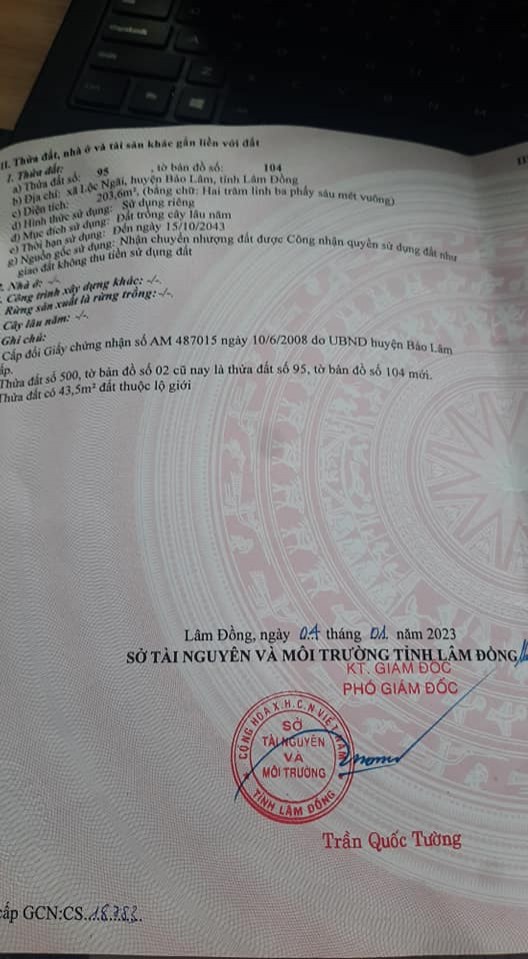 II. Thửa đất, nhà ở và tài sản khác gắn liền với đất
1. Thửa đất:
a) Thửa đất số: 95 , tờ bản đồ số: 104
b) Địa chỉ: xã Lộc Ngãi, huyện Bảo Lâm, tỉnh Lâm Đồng
c) Diện tích: 203,6m², (bằng chữ: Hai trăm linh ba phẩy sáu mét vuông)
d) Hình thức sử dụng: Sử dụng riêng
đ) Mục đích sử dụng: Đất trồng cây lâu năm
e) Thời hạn sử dụng: Đến ngày 15/10/2043
g) Nguồn gốc sử dụng: Nhận chuyển nhượng đất được Công nhận quyền sử dụng đất như
giao đất không thu tiền sử dụng đất
2. Nhà ở: -/-
. Công trình xây dựng khác: -/-.
Rừng sản xuất là rừng trồng: -/-.
Cây lâu năm: -/-.
Ghi chú:
Cấp đổi Giấy chứng nhận số AM 487015 ngày 10/6/2008 do UBND huyện Bảo Lâm
ấp.
Thửa đất số 500, tờ bản đồ số 02 cũ nay là thửa đất số 95, tờ bản đồ số 104 mới.
Thửa đất có 43,5m² đất thuộc lộ giới
Lâm Đồng, ngày 04 tháng 01 năm 2023
SỞ TÀI NGUYÊN VÀ MÔI TRƯỜNG TỈNH LÂM ĐỒNG
KT. GIÁM ĐỐC
PHÓ GIÁM ĐỐC
CỘNG HÒA X.H.C.N VIỆT NAM
SỞ
TÀI NGUYÊN
VÀ
MÔI TRƯỜNG
TỈNH LÂM ĐỒNG
Trần Quốc Tường
cấp GCN:CS